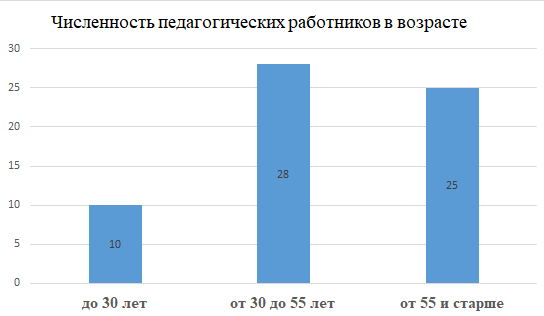 Численность педагогических работников в возрасте
30
25
20
15
10
5
0
10
28
25
до 30 лет
от 30 до 55 лет
от 55 и старше